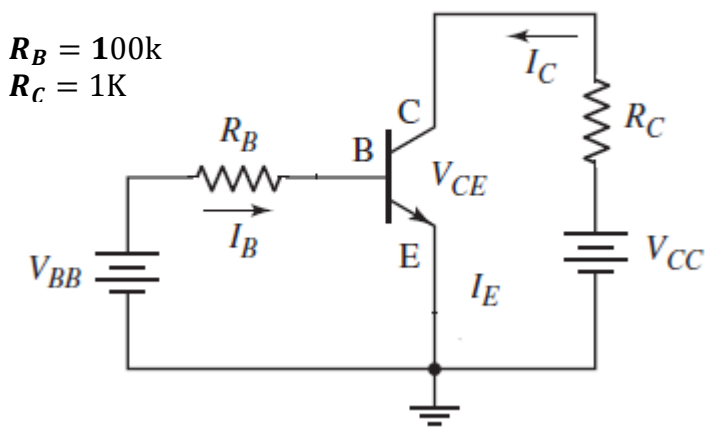 R_B = 100k
R_C = 1K
I_C
C
R_C
R_B
B
V_CE
I_B
E
V_BB
V_CC
I_E